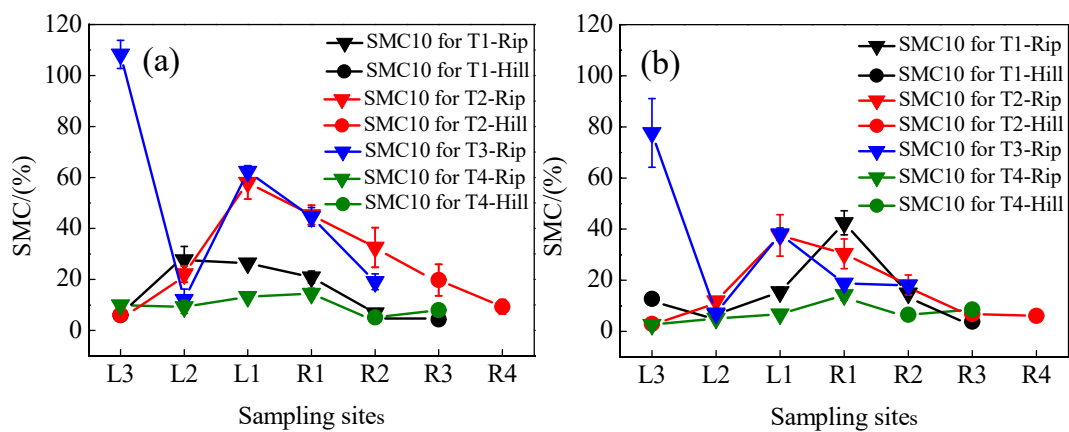 120
100
80
60
40
20
0
SMC/(%)
(a)
SMC10 for T1-Rip
SMC10 for T1-Hill
SMC10 for T2-Rip
SMC10 for T2-Hill
SMC10 for T3-Rip
SMC10 for T4-Rip
SMC10 for T4-Hill
L3 L2 L1 R1 R2 R3 R4
Sampling sites
120
100
80
60
40
20
0
SMC/(%)
(b)
SMC10 for T1-Rip
SMC10 for T1-Hill
SMC10 for T2-Rip
SMC10 for T2-Hill
SMC10 for T3-Rip
SMC10 for T4-Rip
SMC10 for T4-Hill
L3 L2 L1 R1 R2 R3 R4
Sampling sites